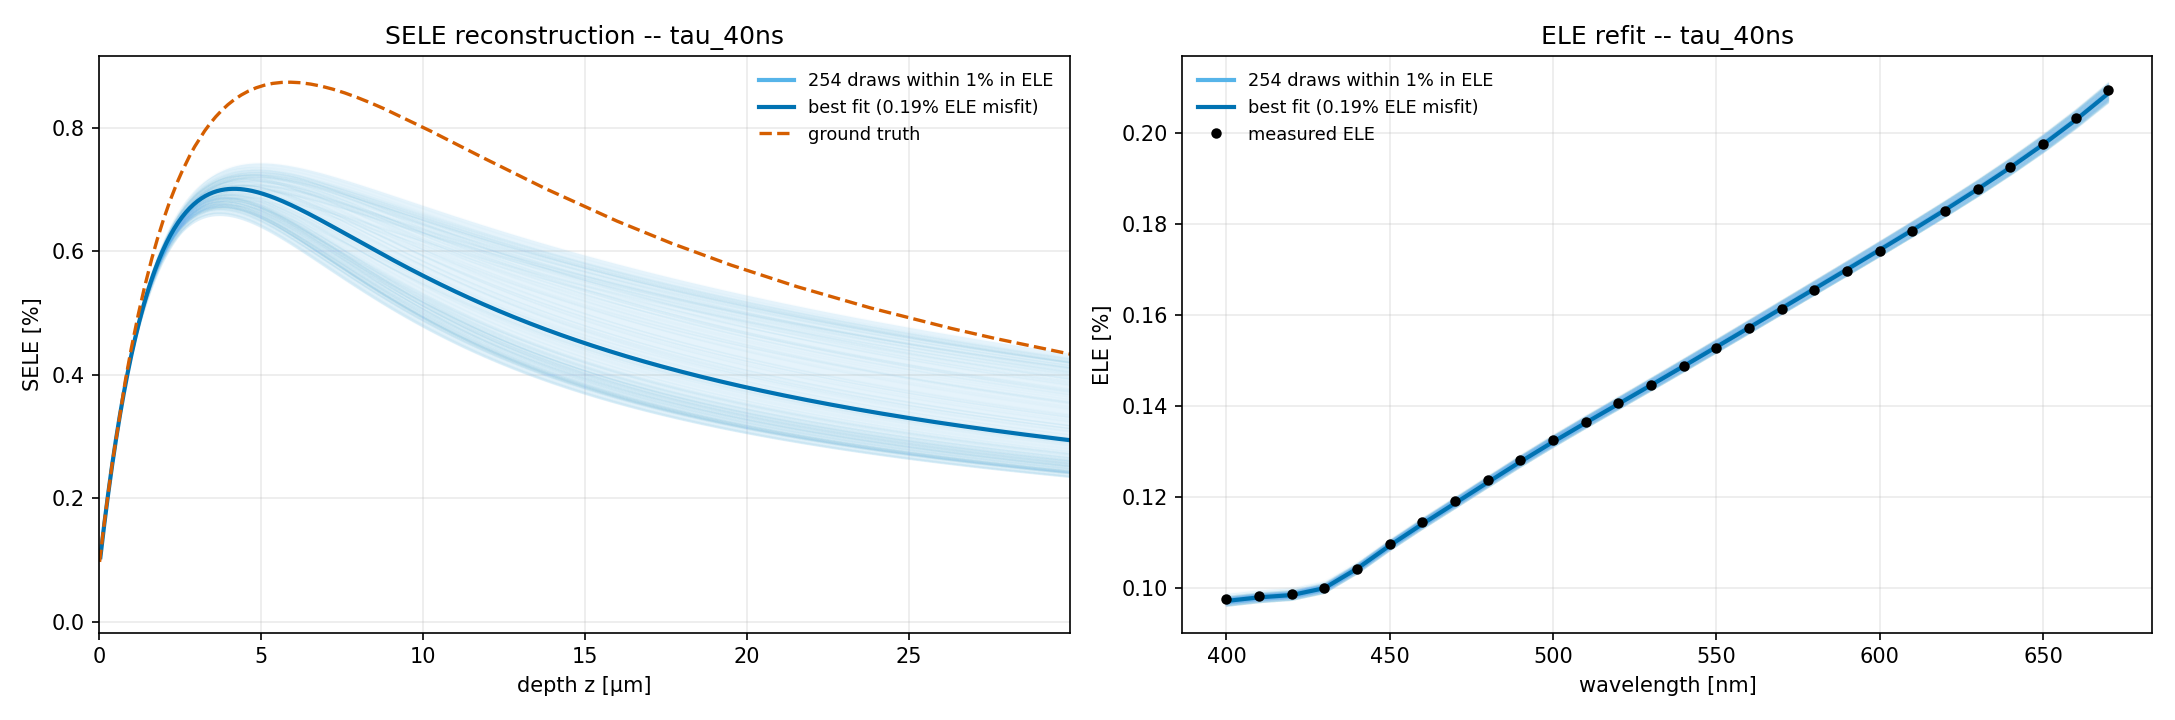 SELE reconstruction -- tau_40ns
254 draws within 1% in ELE
best fit (0.19% ELE misfit)
ground truth
SELE [%]
0.8
0.6
0.4
0.2
0.0
0
5
10
15
20
25
depth z [µm]
ELE refit -- tau_40ns
254 draws within 1% in ELE
best fit (0.19% ELE misfit)
measured ELE
ELE [%]
0.20
0.18
0.16
0.14
0.12
0.10
400
450
500
550
600
650
wavelength [nm]